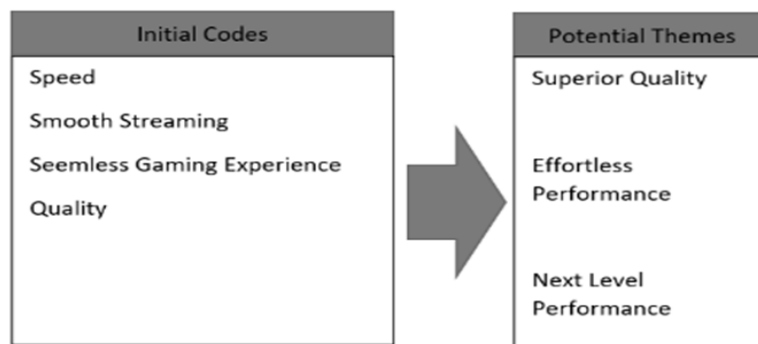 Initial Codes
Speed
Smooth Streaming
Seemless Gaming Experience
Quality
Potential Themes
Superior Quality
Effortless
Performance
Next Level
Performance